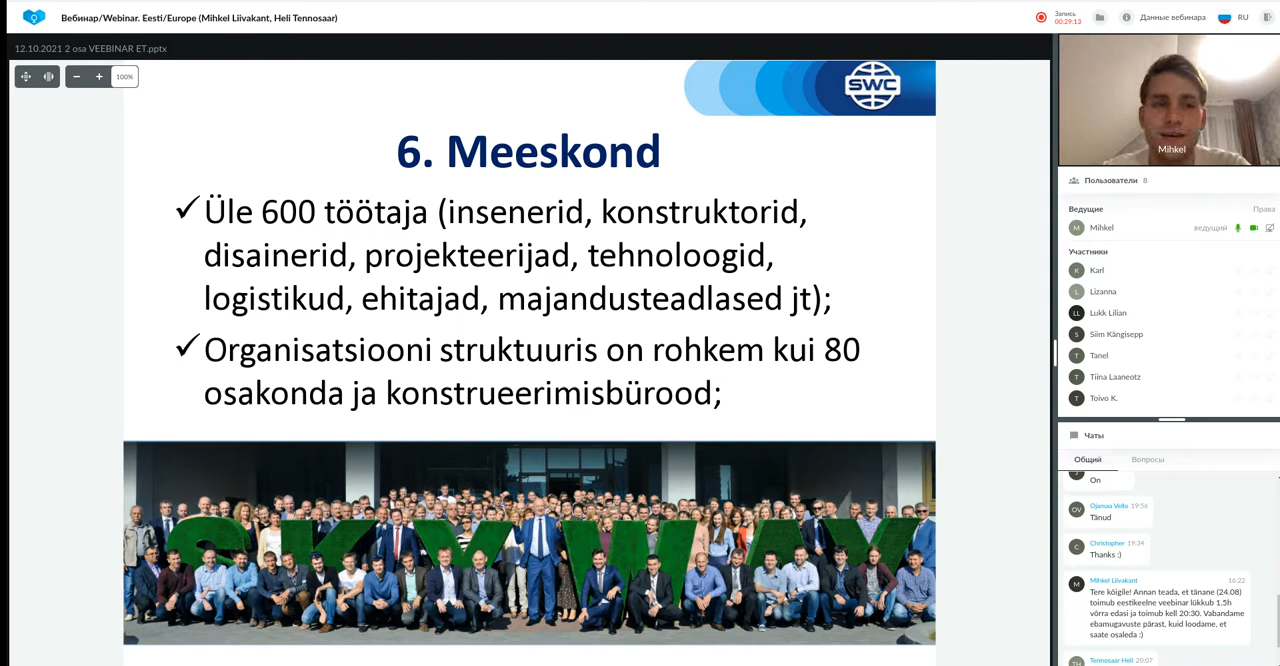 Вебинар/Webinar. Eesti/Europe (Mihkel Liivakant, Heli Tennosaar)
Запись
00:29:13
Данные вебинара
RU
12.10.2021 2 osa VEEBINAR ET.pptx
100%
SWC
6. Meeskond
Üle 600 töötaja (insenerid, konstruktorid,
disainerid, projekteerijad, tehnoloogid,
logistikud, ehitajad, majandusteadlased jt);
Organisatsiooni struktuuris on rohkem kui 80
osakonda ja konstrueerimisbürood;
SKYWAY
Mihkel
Пользователи 8
Ведущие
Права
M
Mihkel
ведущий
Участники
K
Karl
L
Lizanna
LL
Lukk Lilian
S
Siim Kängisepp
T
Tanel
T
Tiina Laaneotz
T
Toivo K.
Чаты
Общий
Вопросы
On
OV
Ojamaa Vello 19:56
Tänud
C
Christopher 19:34
Thanks :)
M
Mihkel Liivakant 16:22
Tere kõigile! Annan teada, et tänane (24.08)
toimub eestikeelne veebinar lükkub 1.5h
võrra edasi ja toimub kell 20:30. Vabandame
ebamugavuste pärast, kuid loodame, et
saate osaleda :)
TH
Tennosaar Heli 20:07